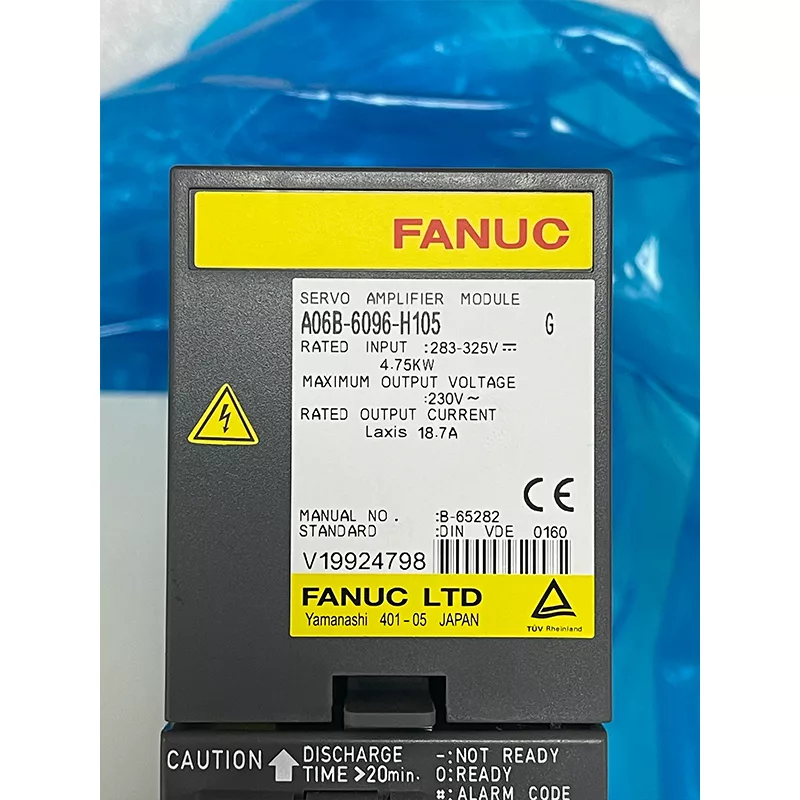 FANUC
SERVO AMPLIFIER MODULE
A06B-6096-H105 G
RATED INPUT :283-325V⎓
4.75KW
MAXIMUM OUTPUT VOLTAGE
:230V~
RATED OUTPUT CURRENT
Laxis 18.7A
CE
MANUAL NO. :B-65282
STANDARD :DIN VDE 0160
V19924798
FANUC LTD
Yamanashi 401-05 JAPAN
TÜV Rheinland
CAUTION DISCHARGE TIME >20min.
-:NOT READY
0:READY
#:ALARM CODE